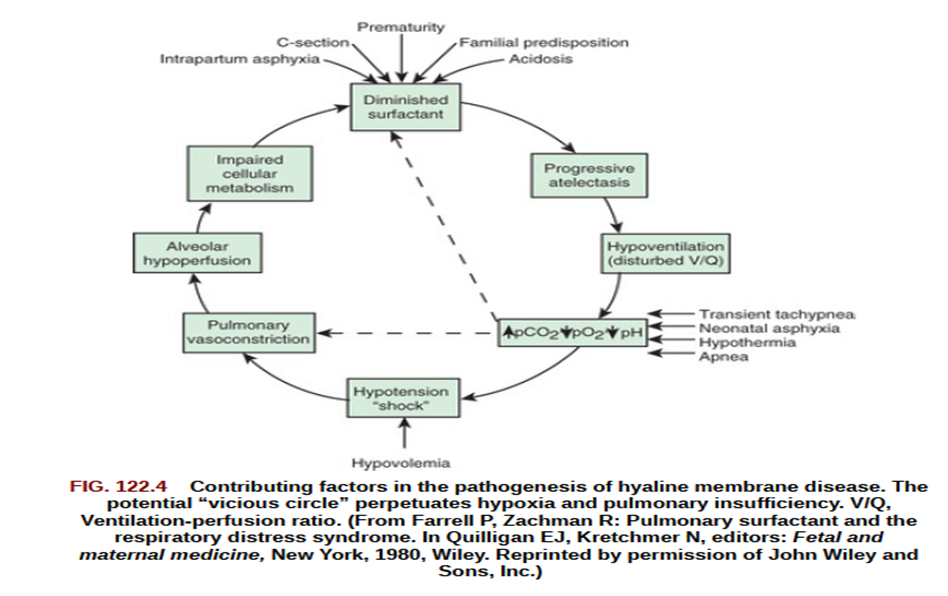 Prematurity
C-section
Familial predisposition
Intrapartum asphyxia
Acidosis
Diminished
surfactant
Impaired
cellular
metabolism
Progressive
atelectasis
Alveolar
hypoperfusion
Hypoventilation
(disturbed V/Q)
Pulmonary
vasoconstriction
pCO2 pO2 pH
Transient tachypnea
Neonatal asphyxia
Hypothermia
Apnea
Hypotension
“shock”
Hypovolemia
FIG. 122.4 Contributing factors in the pathogenesis of hyaline membrane disease. The
potential “vicious circle” perpetuates hypoxia and pulmonary insufficiency. V/Q,
Ventilation-perfusion ratio. (From Farrell P, Zachman R: Pulmonary surfactant and the
respiratory distress syndrome. In Quilligan EJ, Kretchmer N, editors: Fetal and
maternal medicine, New York, 1980, Wiley. Reprinted by permission of John Wiley and
Sons, Inc.)